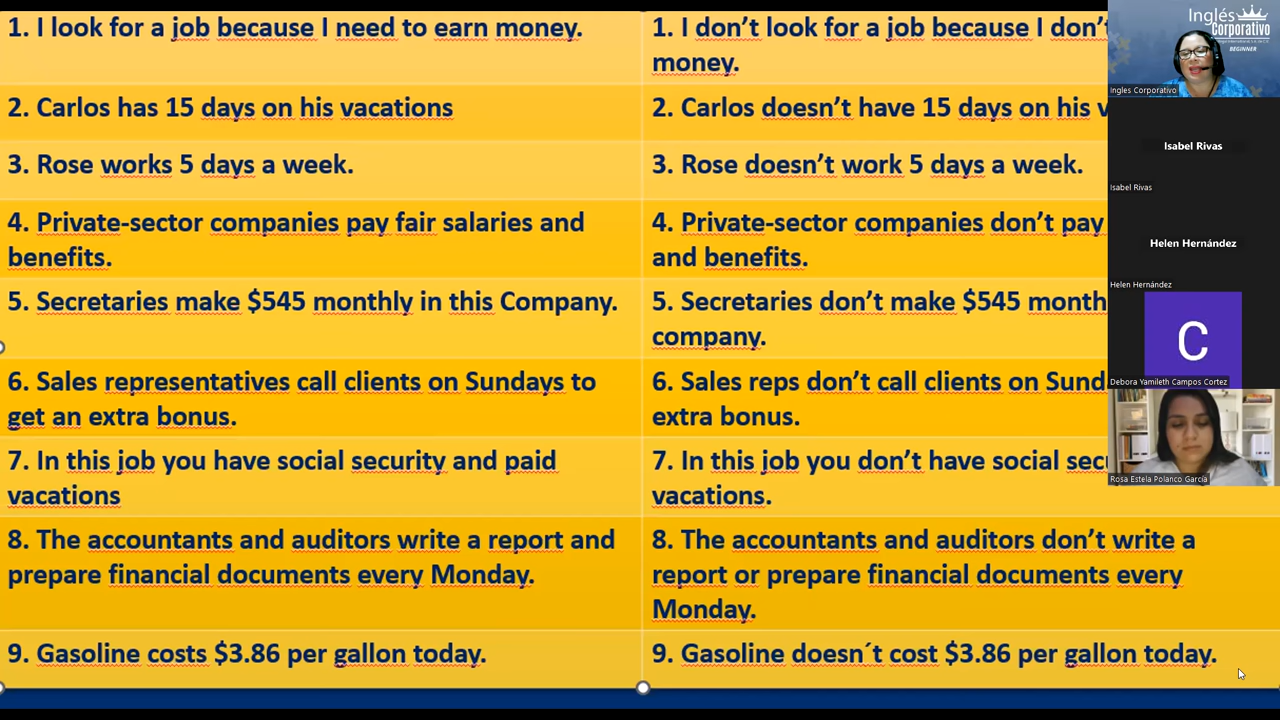 1. I look for a job because I need to earn money.
2. Carlos has 15 days on his vacations
3. Rose works 5 days a week.
4. Private-sector companies pay fair salaries and
benefits.
5. Secretaries make $545 monthly in this Company.
6. Sales representatives call clients on Sundays to
get an extra bonus.
7. In this job you have social security and paid
vacations
8. The accountants and auditors write a report and
prepare financial documents every Monday.
9. Gasoline costs $3.86 per gallon today.
1. I don’t look for a job because I don’t
money.
2. Carlos doesn’t have 15 days on his
3. Rose doesn’t work 5 days a week.
4. Private-sector companies don’t pay
and benefits.
5. Secretaries don’t make $545 month
company.
6. Sales reps don’t call clients on Sund
extra bonus.
7. In this job you don’t have social sec
vacations.
8. The accountants and auditors don’t write a
report or prepare financial documents every
Monday.
9. Gasoline doesn´t cost $3.86 per gallon today.
Inglés
Corporativo
BEGINNER
Ingles Corporativo
Isabel Rivas
Isabel Rivas
Helen Hernández
Helen Hernández
C
Debora Yamileth Campos Cortez
Rosa Estela Polanco García